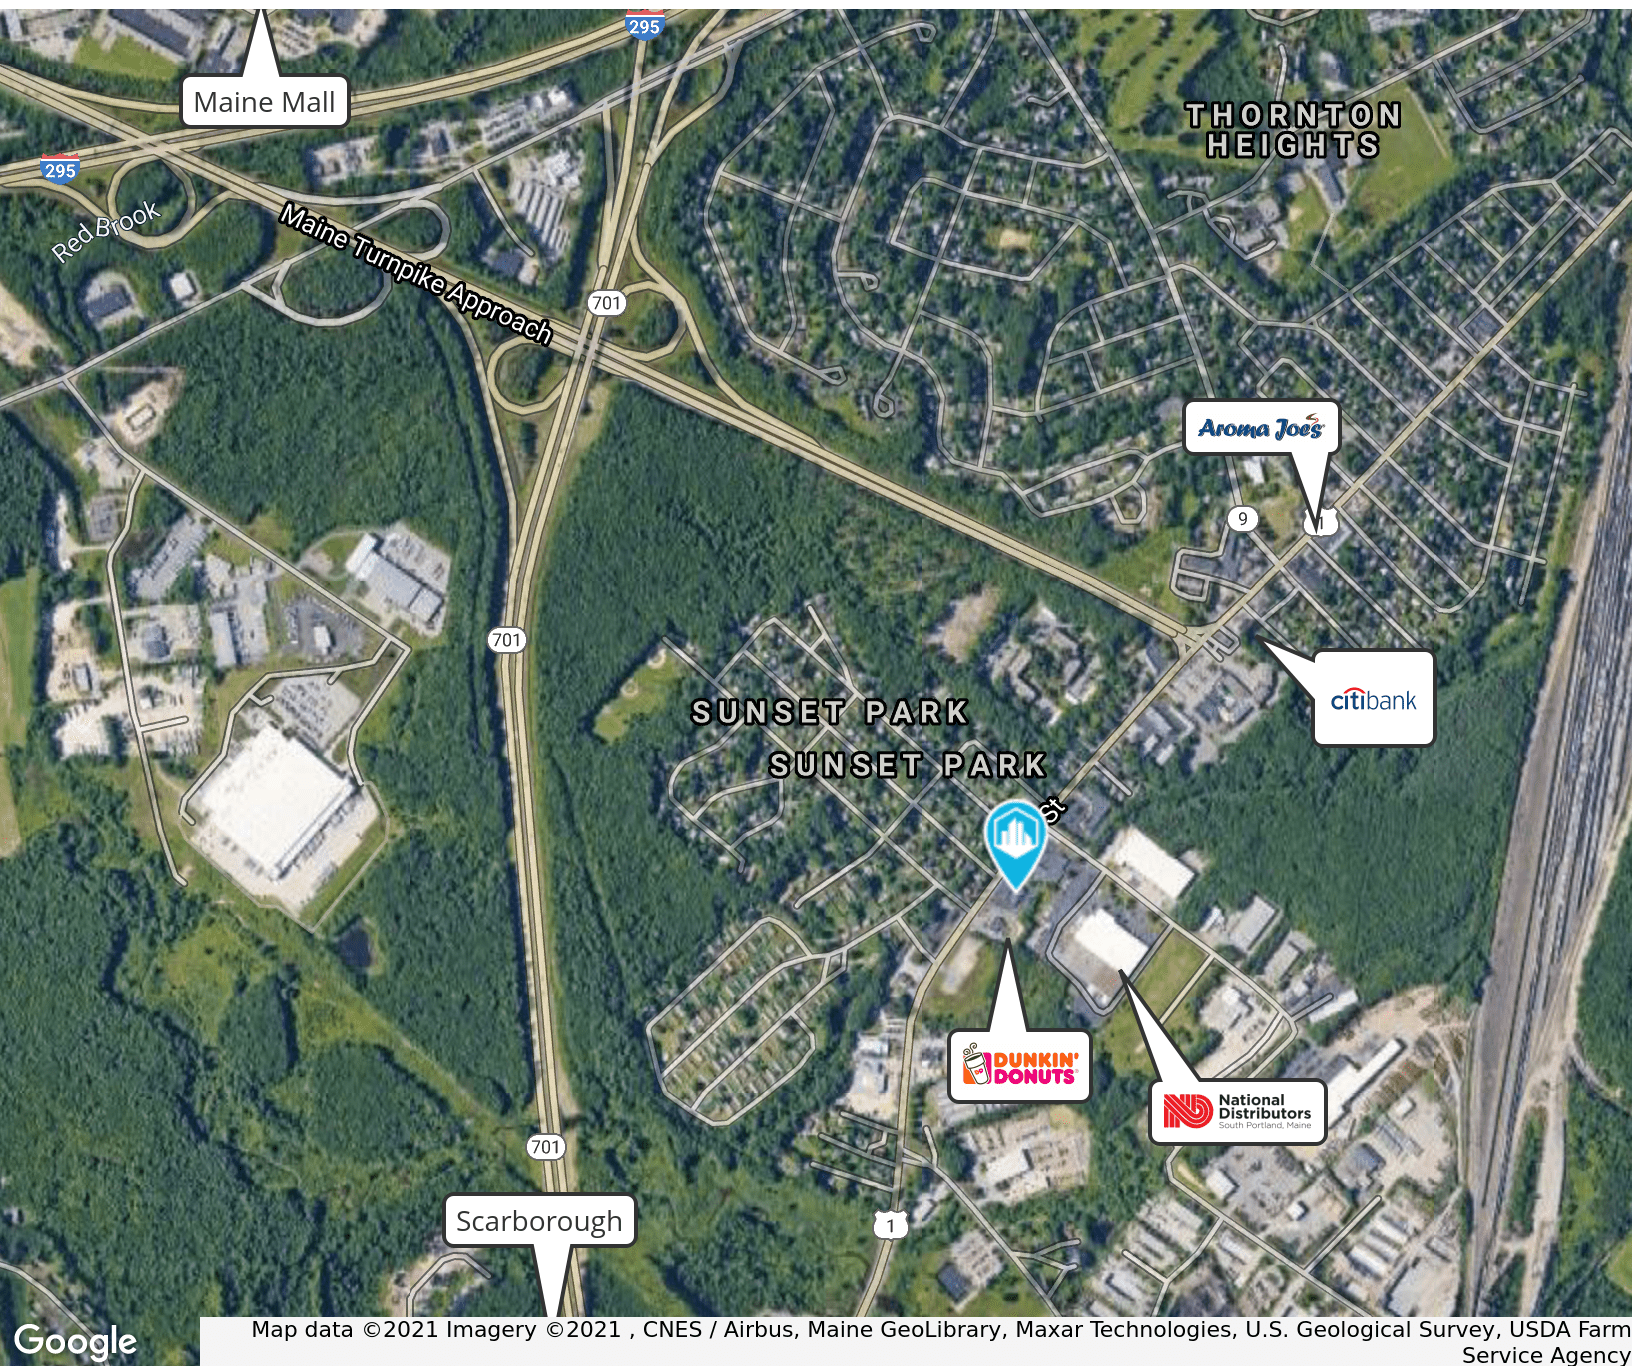 295
Maine Mall
295
Red Brook
THORNTON
HEIGHTS
Maine Turnpike Approach
701
Aroma Joe's
9
1
701
citibank
SUNSET PARK
SUNSET PARK
St
DUNKIN'
DONUTS
National
Distributors
South Portland, Maine
701
Scarborough
1
Google
Map data ©2021 Imagery ©2021 , CNES / Airbus, Maine GeoLibrary, Maxar Technologies, U.S. Geological Survey, USDA Farm
Service Agency